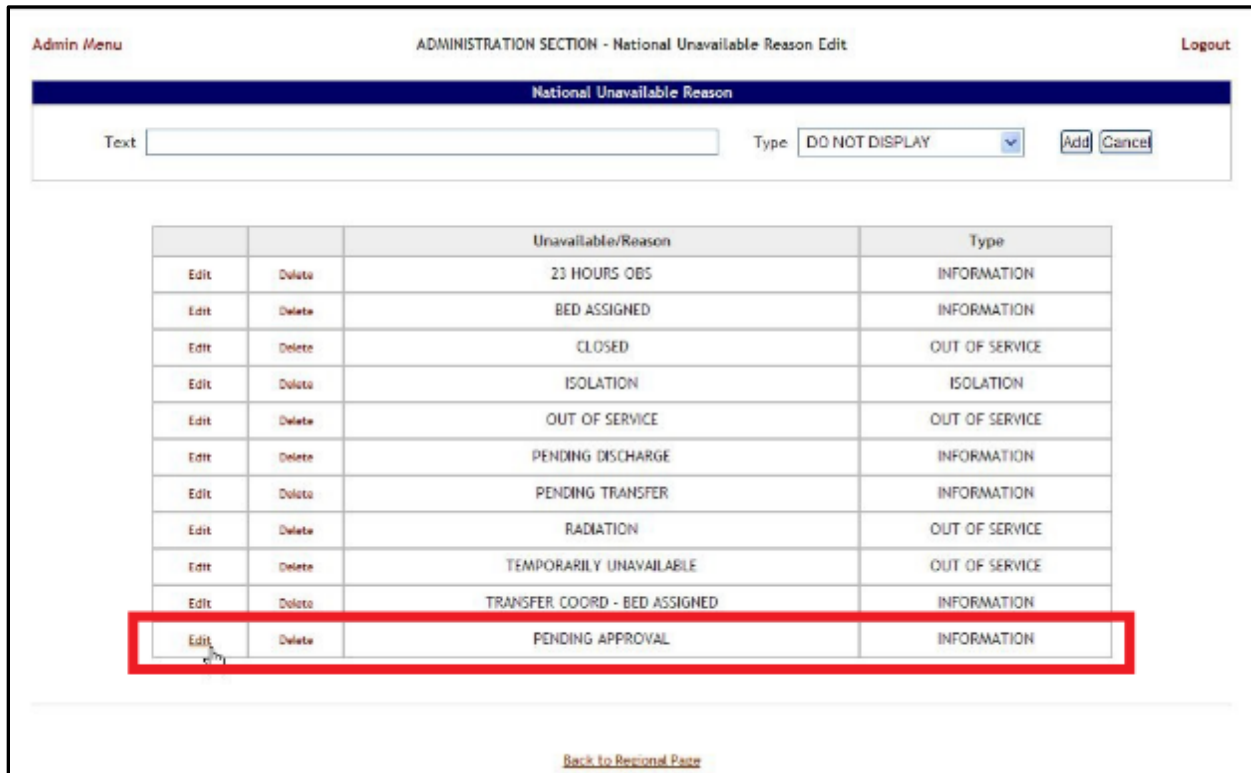 Admin Menu ADMINISTRATION SECTION - National Unavailable Reason Edit Logout
National Unavailable Reason
Text Type DO NOT DISPLAY Add Cancel
Unavailable/Reason Type
Edit Delete 23 HOURS OBS INFORMATION
Edit Delete BED ASSIGNED INFORMATION
Edit Delete CLOSED OUT OF SERVICE
Edit Delete ISOLATION ISOLATION
Edit Delete OUT OF SERVICE OUT OF SERVICE
Edit Delete PENDING DISCHARGE INFORMATION
Edit Delete PENDING TRANSFER INFORMATION
Edit Delete RADIATION OUT OF SERVICE
Edit Delete TEMPORARILY UNAVAILABLE OUT OF SERVICE
Edit Delete TRANSFER COORD - BED ASSIGNED INFORMATION
Edit Delete PENDING APPROVAL INFORMATION
Back to Regional Page